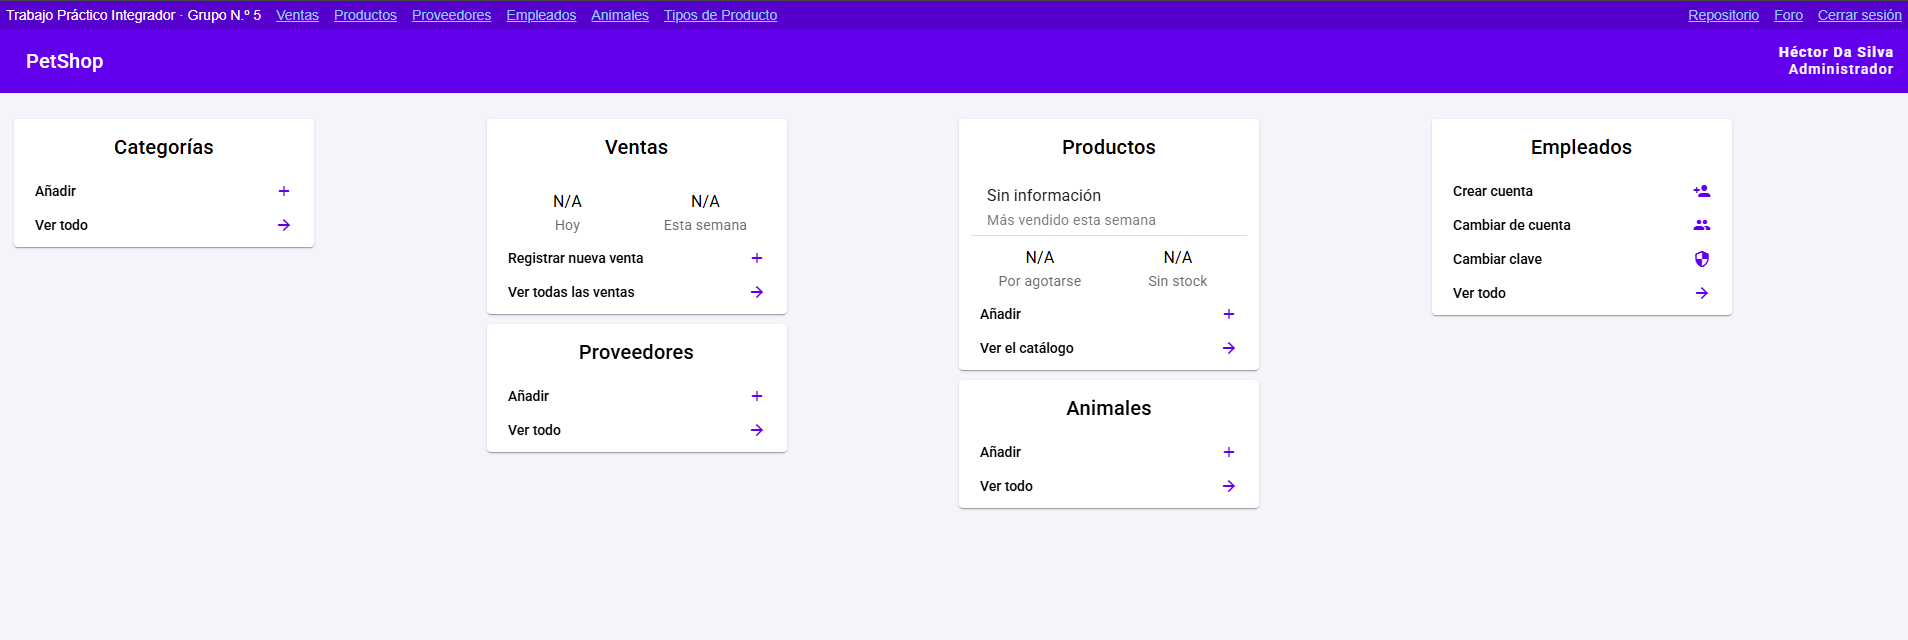 Trabajo Práctico Integrador · Grupo N.º 5 Ventas Productos Proveedores Empleados Animales Tipos de Producto Repositorio Foro Cerrar sesión
PetShop
Héctor Da Silva
Administrador
Categorías
Añadir
Ver todo
Ventas
N/A N/A
Hoy Esta semana
Registrar nueva venta
Ver todas las ventas
Proveedores
Añadir
Ver todo
Productos
Sin información
Más vendido esta semana
N/A N/A
Por agotarse Sin stock
Añadir
Ver el catálogo
Animales
Añadir
Ver todo
Empleados
Crear cuenta
Cambiar de cuenta
Cambiar clave
Ver todo